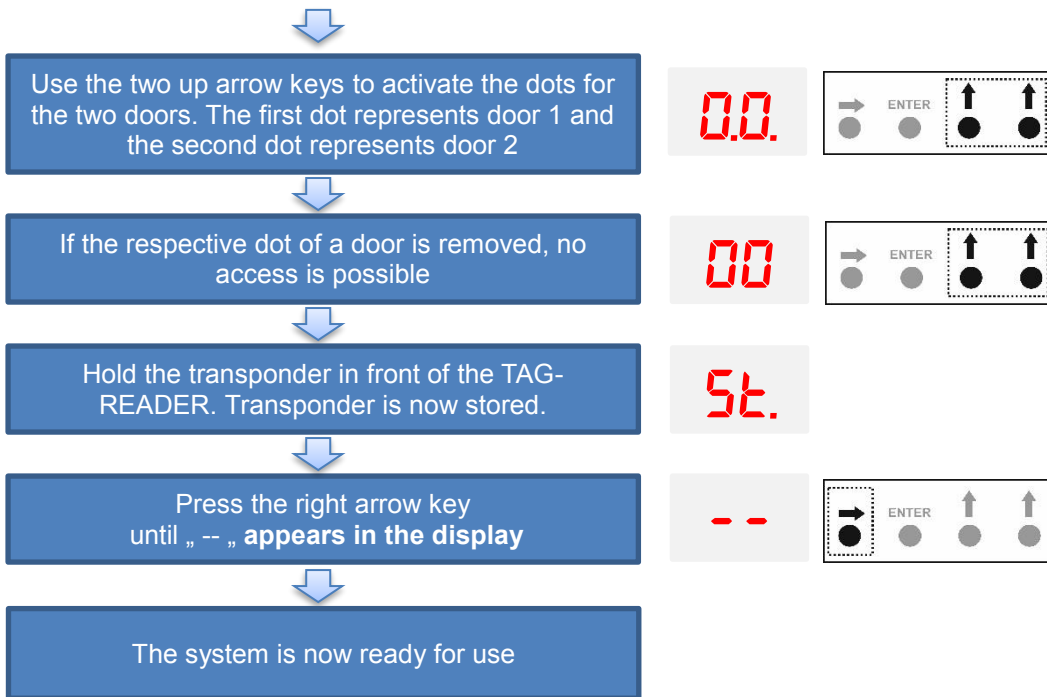 Use the two up arrow keys to activate the dots for
the two doors. The first dot represents door 1 and
the second dot represents door 2
0.0.
ENTER
If the respective dot of a door is removed, no
access is possible
00
ENTER
Hold the transponder in front of the TAG-
READER. Transponder is now stored.
St.
Press the right arrow key
until „ -- „ appears in the display
--
ENTER
The system is now ready for use